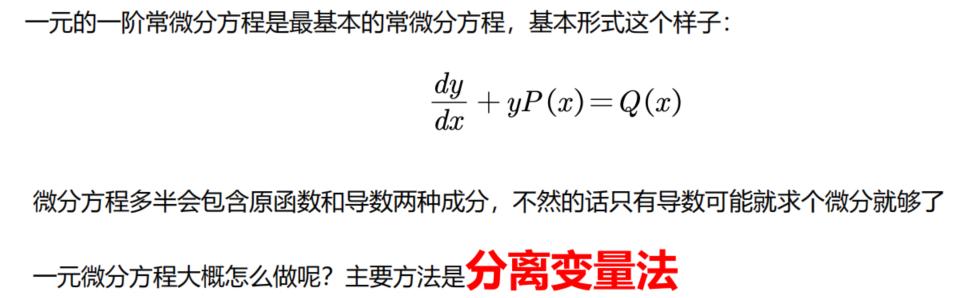 一元的一阶常微分方程是最基本的常微分方程，基本形式这个样子：
dy/dx + yP(x) = Q(x)
微分方程多半会包含原函数和导数两种成分，不然的话只有导数可能就求个微分就够了
一元微分方程大概怎么做呢？主要方法是分离变量法